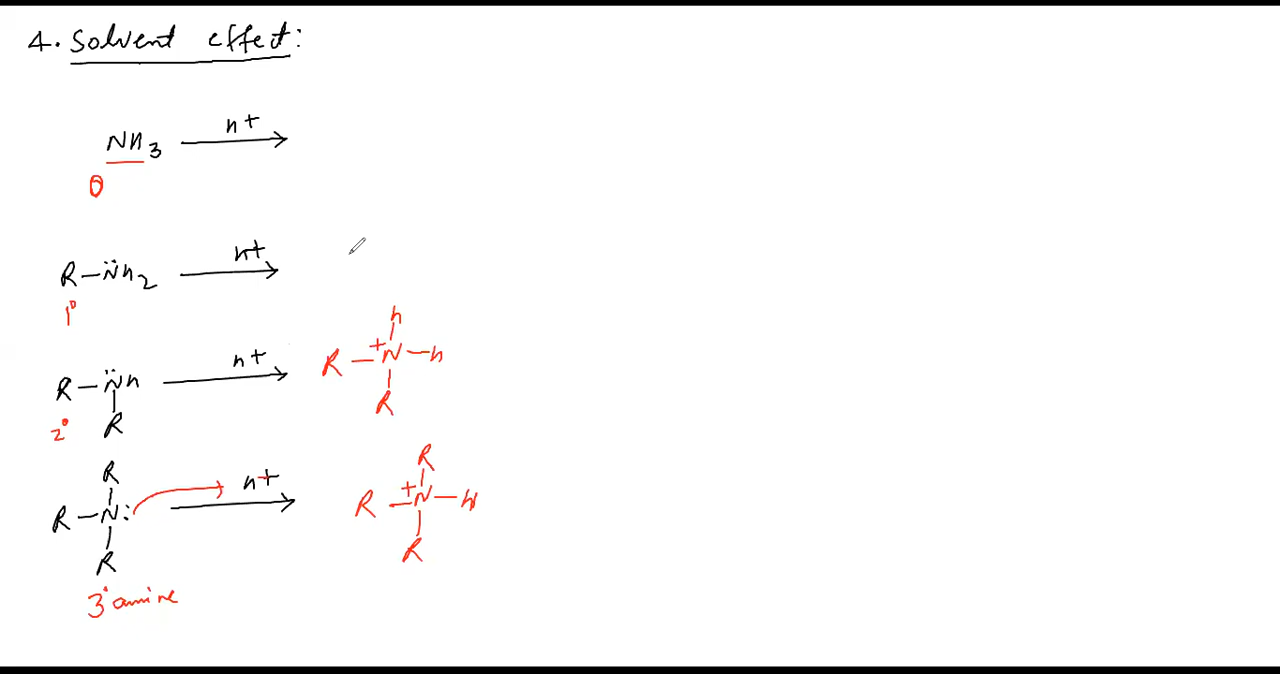 4. Solvent effect:
NH3 H+
0
R-NH2 H+
1°
H
R-N+-H
R
R-NH H+
R
2°
R
R-N: H+
R
R
R-N+-H
R
3° amine